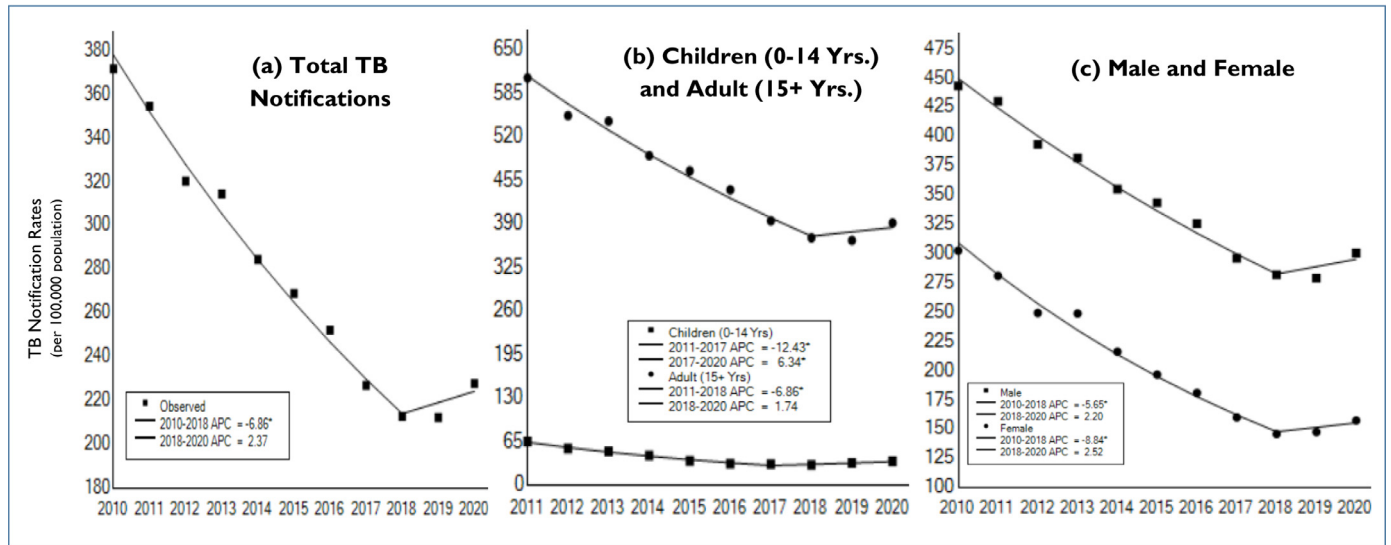 TB Notification Rates
(per 100,000 population)
(a) Total TB
Notifications
380
360
340
320
300
280
260
240
220
200
180
Observed
2010-2018 APC = -6.86*
2018-2020 APC = 2.37
2010 2011 2012 2013 2014 2015 2016 2017 2018 2019 2020
(b) Children (0-14 Yrs.)
and Adult (15+ Yrs.)
650
585
520
455
390
325
260
195
130
65
0
Children (0-14 Yrs)
2011-2017 APC = -12.43*
2017-2020 APC = 6.34*
Adult (15+ Yrs)
2011-2018 APC = -6.86*
2018-2020 APC = 1.74
2011 2012 2013 2014 2015 2016 2017 2018 2019 2020
(c) Male and Female
475
450
425
400
375
350
325
300
275
250
225
200
175
150
125
100
Male
2010-2018 APC = -5.65*
2018-2020 APC = 2.20
Female
2010-2018 APC = -8.84*
2018-2020 APC = 2.52
2010 2011 2012 2013 2014 2015 2016 2017 2018 2019 2020